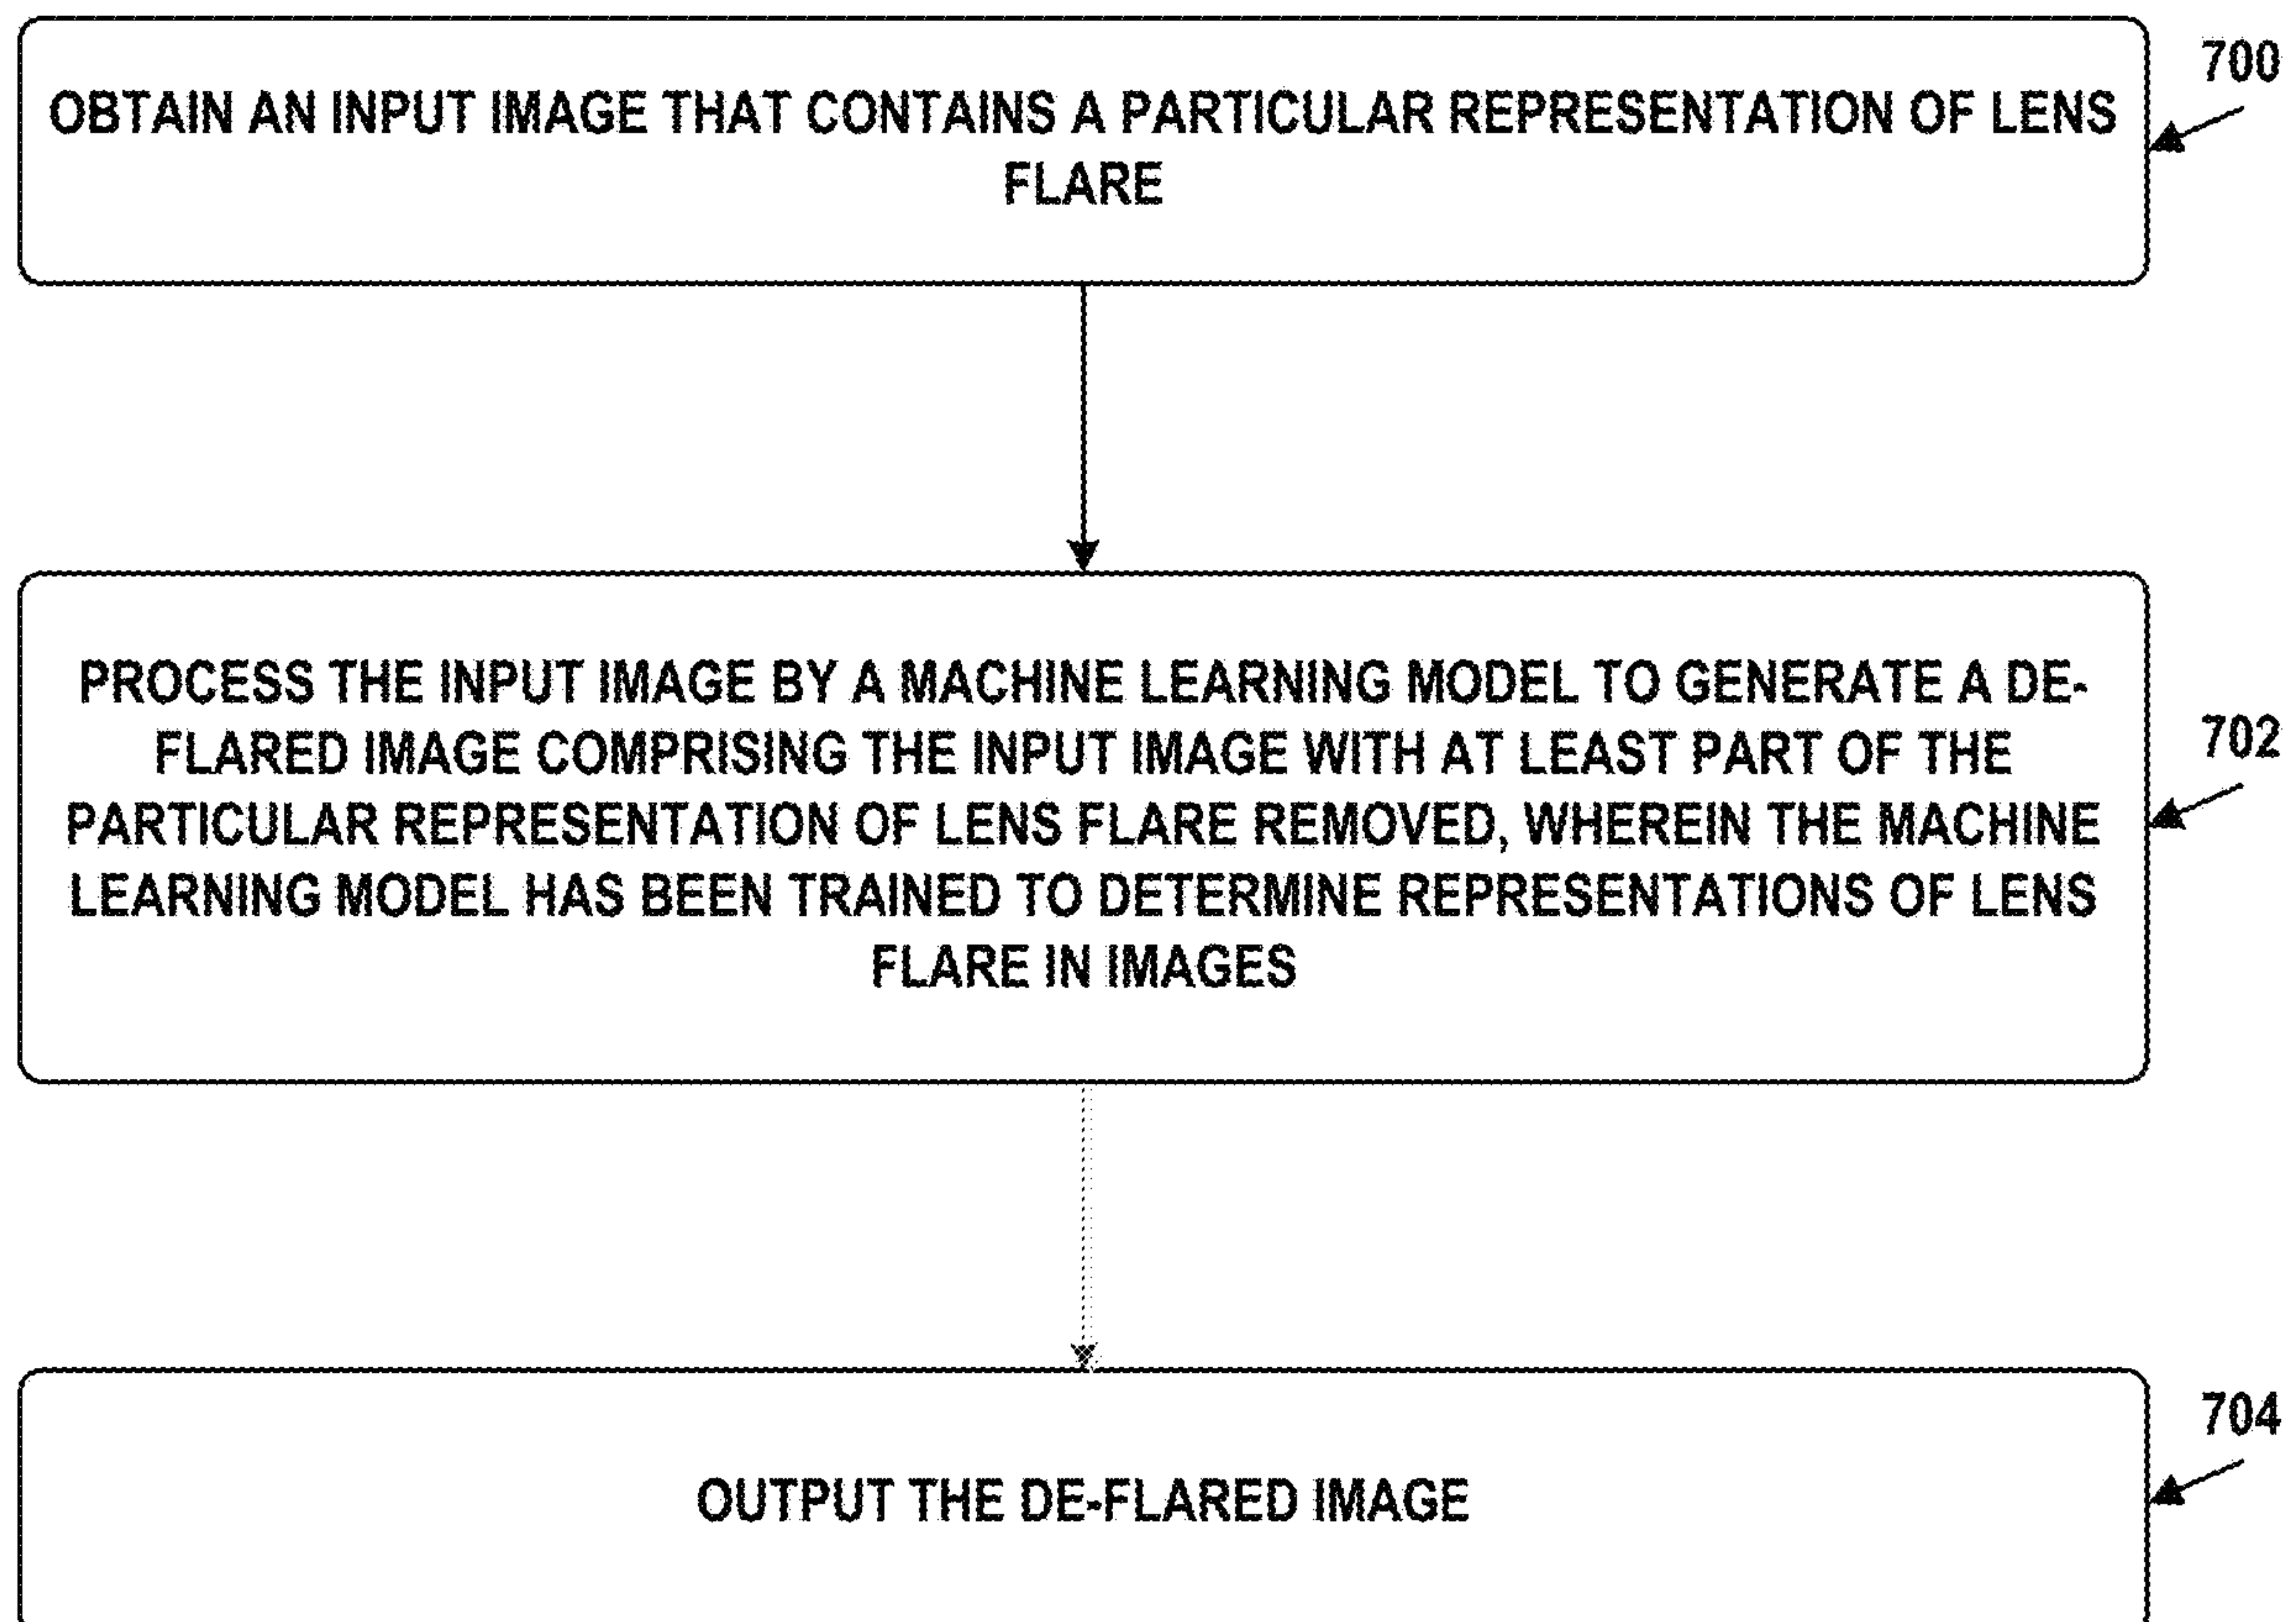 700
OBTAIN AN INPUT IMAGE THAT CONTAINS A PARTICULAR REPRESENTATION OF LENS
FLARE
PROCESS THE INPUT IMAGE BY A MACHINE LEARNING MODEL TO GENERATE A DE-
702
FLARED IMAGE COMPRISING THE INPUT IMAGE WITH AT LEAST PART OF THE
PARTICULAR REPRESENTATION OF LENS FLARE REMOVED, WHEREIN THE MACHINE
LEARNING MODEL HAS BEEN TRAINED TO DETERMINE REPRESENTATIONS OF LENS
FLARE IN IMAGES
704
OUTPUT THE DE-FLARED IMAGE